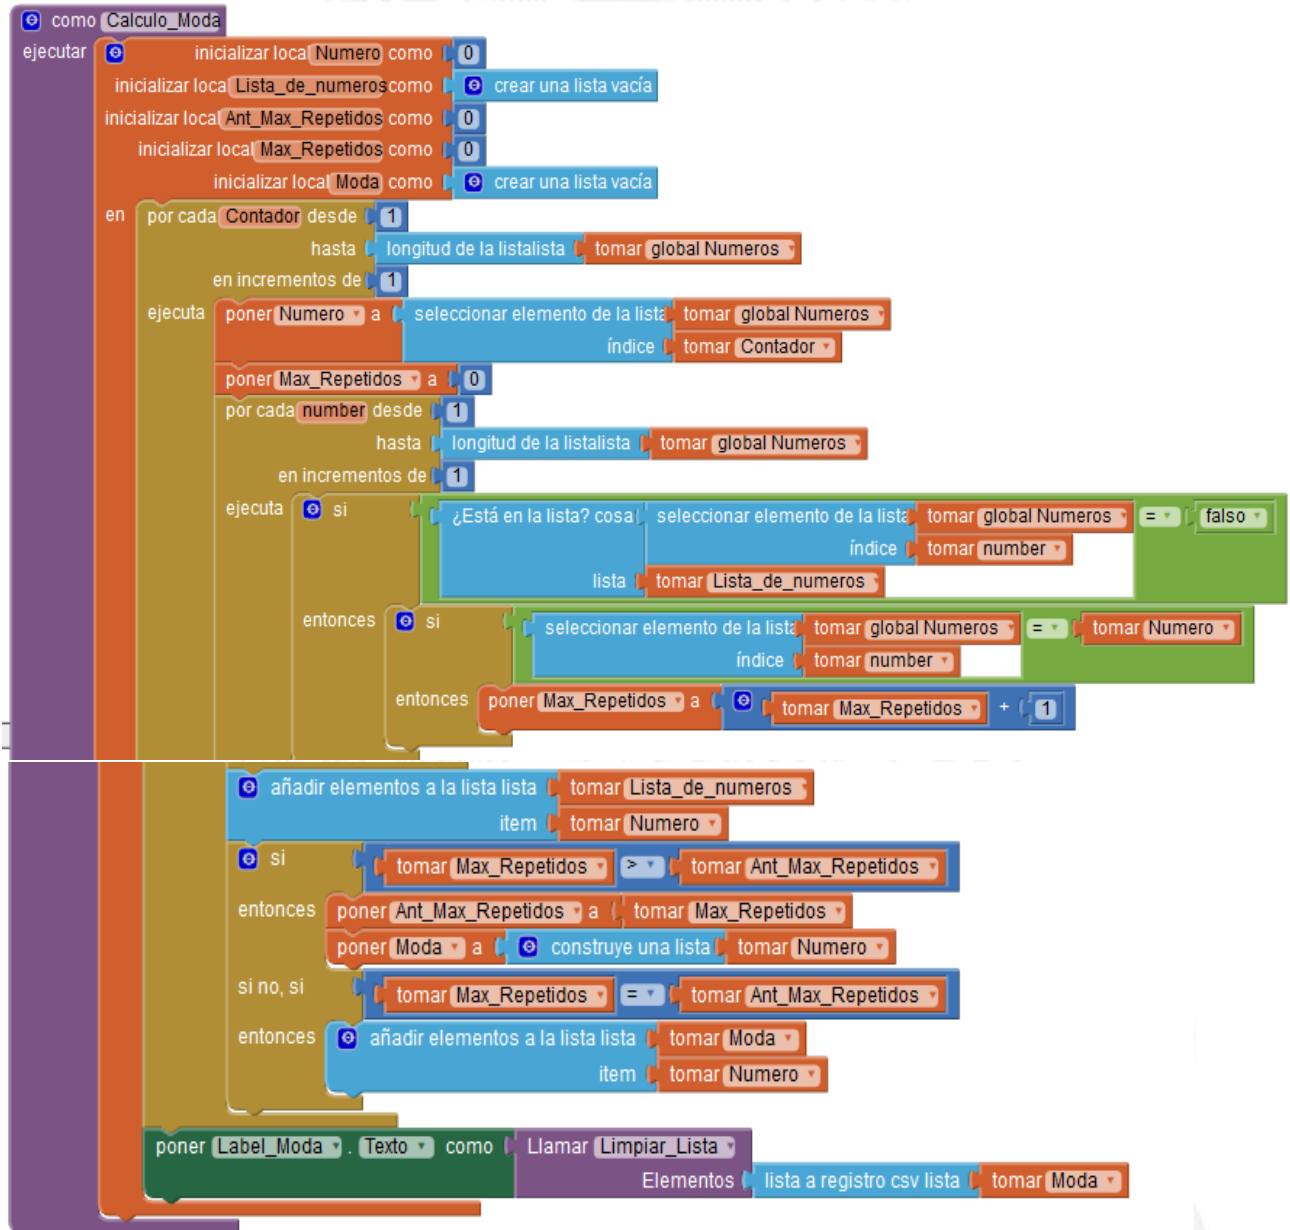 como Calculo_Moda
ejecutar inicializar local Numero como 0
inicializar local Lista_de_numeros como crear una lista vacía
inicializar local Ant_Max_Repetidos como 0
inicializar local Max_Repetidos como 0
inicializar local Moda como crear una lista vacía
en por cada Contador desde 1
hasta longitud de la lista lista tomar global Numeros
en incrementos de 1
ejecuta poner Numero a seleccionar elemento de la lista tomar global Numeros
índice tomar Contador
poner Max_Repetidos a 0
por cada number desde 1
hasta longitud de la lista lista tomar global Numeros
en incrementos de 1
ejecuta si ¿Está en la lista? cosa seleccionar elemento de la lista tomar global Numeros = falso
índice tomar number
lista tomar Lista_de_numeros
entonces si seleccionar elemento de la lista tomar global Numeros = tomar Numero
índice tomar number
entonces poner Max_Repetidos a tomar Max_Repetidos + 1
añadir elementos a la lista lista tomar Lista_de_numeros
item tomar Numero
si tomar Max_Repetidos > tomar Ant_Max_Repetidos
entonces poner Ant_Max_Repetidos a tomar Max_Repetidos
poner Moda a construye una lista tomar Numero
si no, si tomar Max_Repetidos = tomar Ant_Max_Repetidos
entonces añadir elementos a la lista lista tomar Moda
item tomar Numero
poner Label_Moda . Texto como Llamar Limpiar_Lista
Elementos lista a registro csv lista tomar Moda